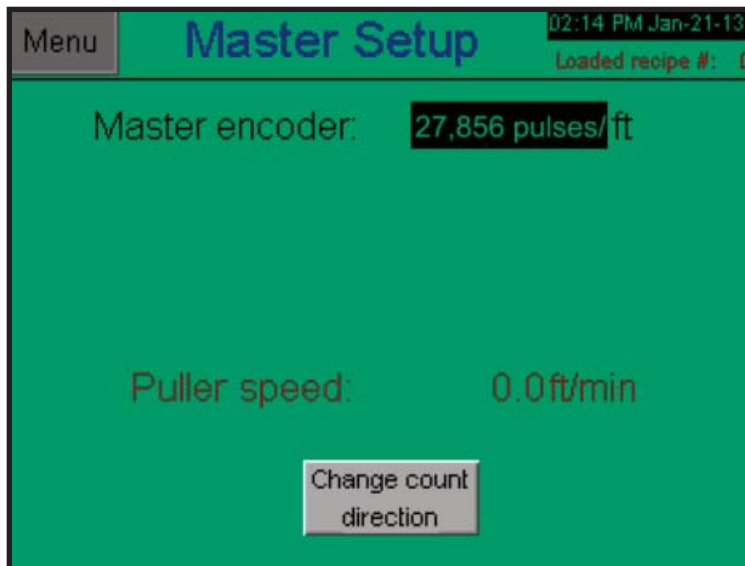 Menu
Master Setup
02:14 PM Jan-21-13
Loaded recipe #:
Master encoder: 27,856 pulses/ft
Puller speed: 0.0ft/min
Change count
direction